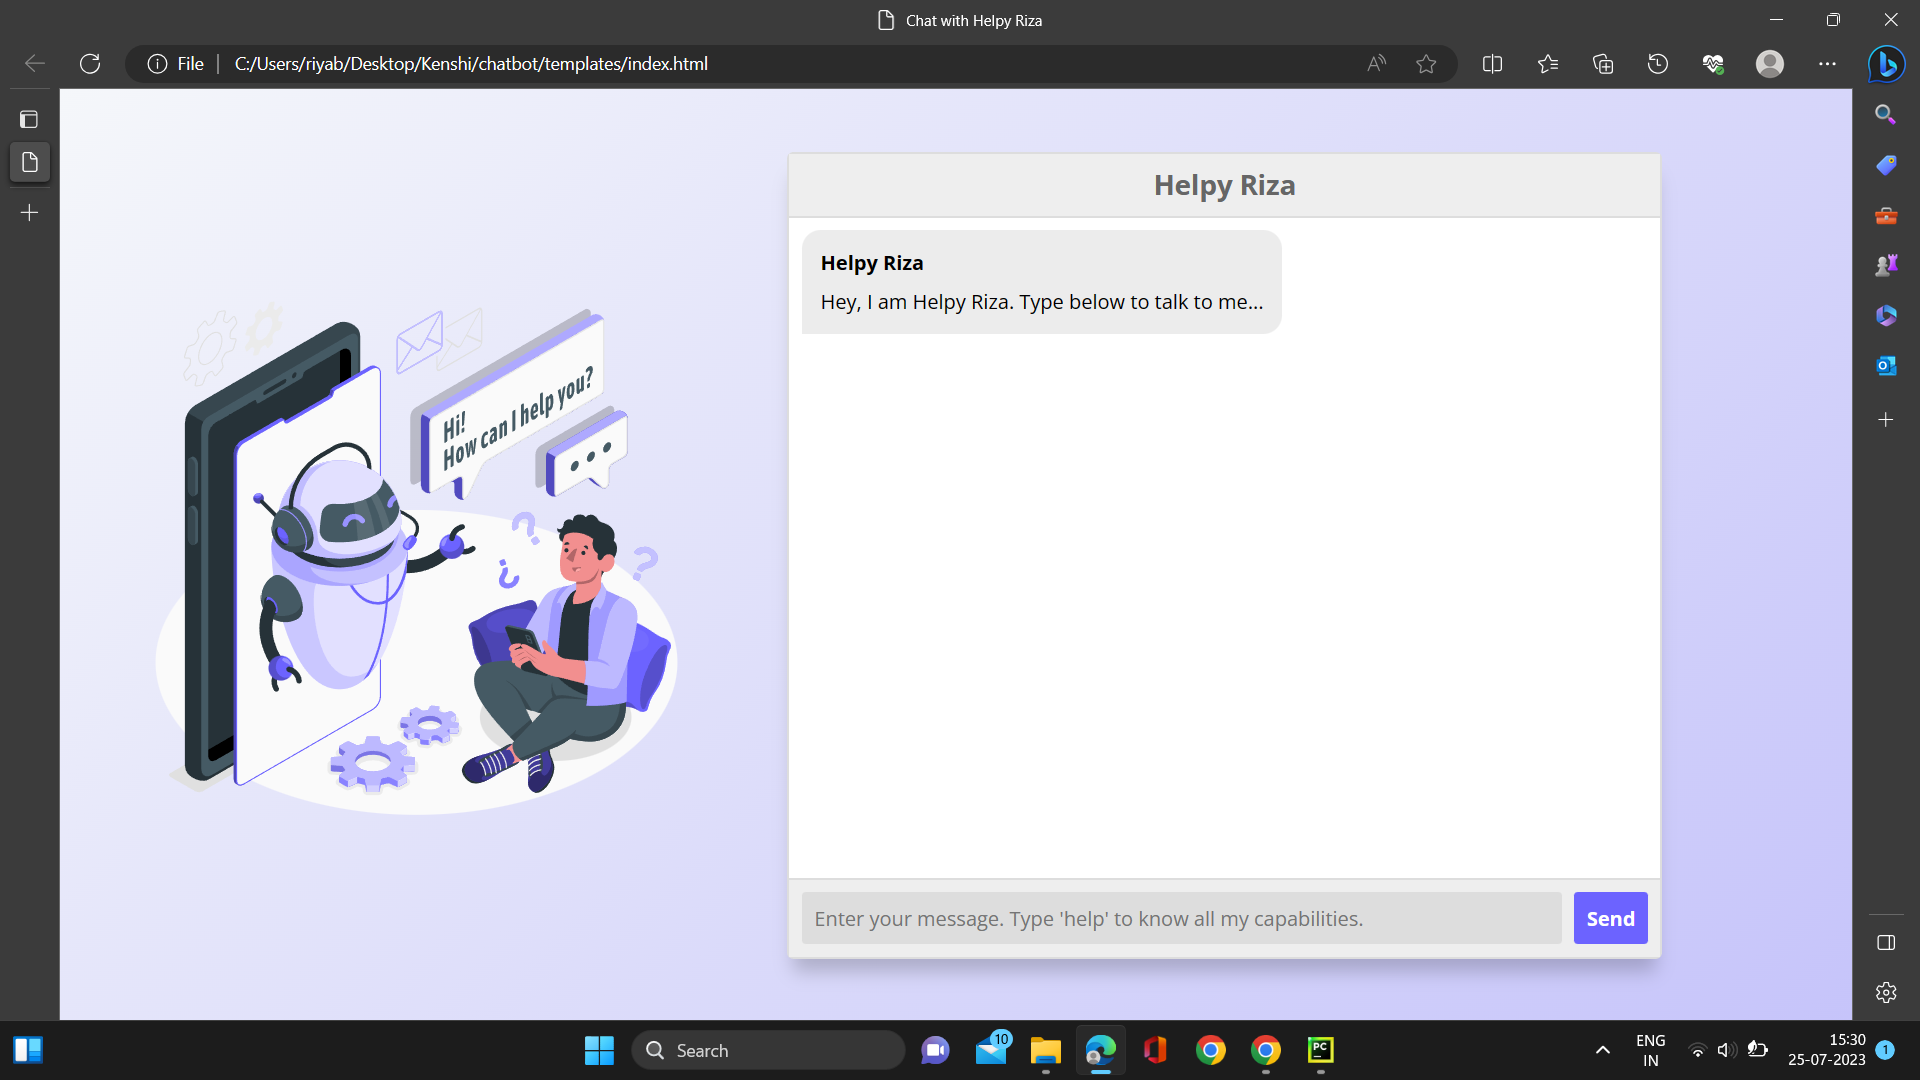 Chat with Helpy Riza
File
C:/Users/riyab/Desktop/Kenshi/chatbot/templates/index.html
Helpy Riza
Helpy Riza
Hey, I am Helpy Riza. Type below to talk to me...
Hi!
How can I help you?
? ¿ ?
Enter your message. Type 'help' to know all my capabilities.
Send
Search
10
PC
ENG
IN
15:30
25-07-2023
1